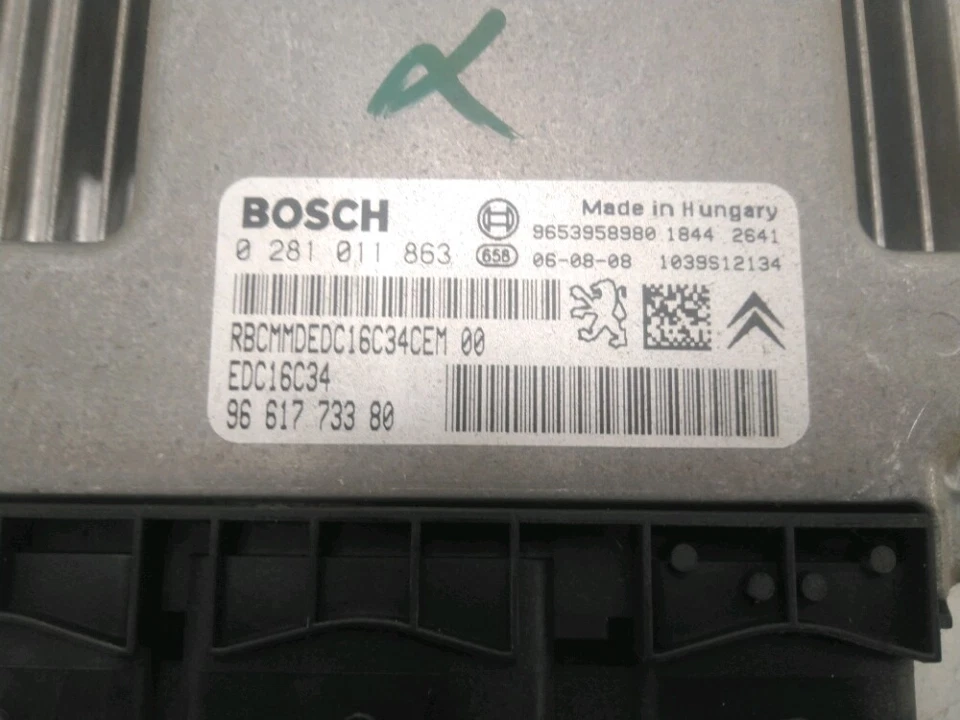 BOSCH
Made in Hungary
9653958980 1844 2641
0 281 011 863
658
06-08-08 1039S12134
RBCMMDEDC16C34CEM 00
EDC16C34
96 617 733 80